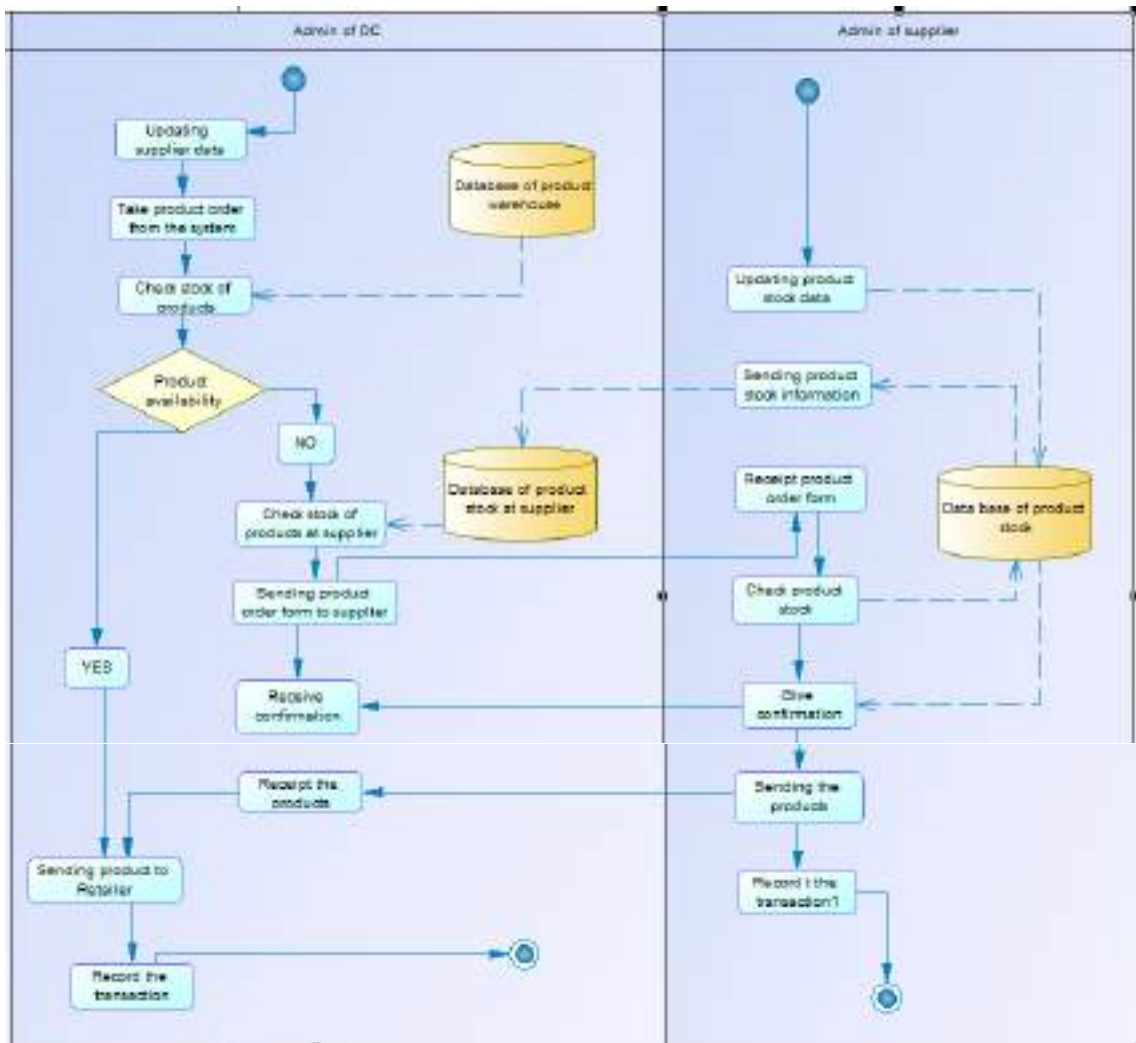 Admin of DC
Admin of supplier
Updating
supplier data
Database of product
warehouse
Take product order
from the system
Check stock of
products
Updating product
stock data
Product
availability
Sending product
stock information
NO
Database of product
stock at supplier
Receipt product
order form
Data base of product
stock
Check stock of
products at supplier
Sending product
order form to supplier
Check product
stock
YES
Receive
confirmation
Give
confirmation
Receipt the
products
Sending the
products
Sending product to
Retailer
Record t the
transaction?
Record the
transaction